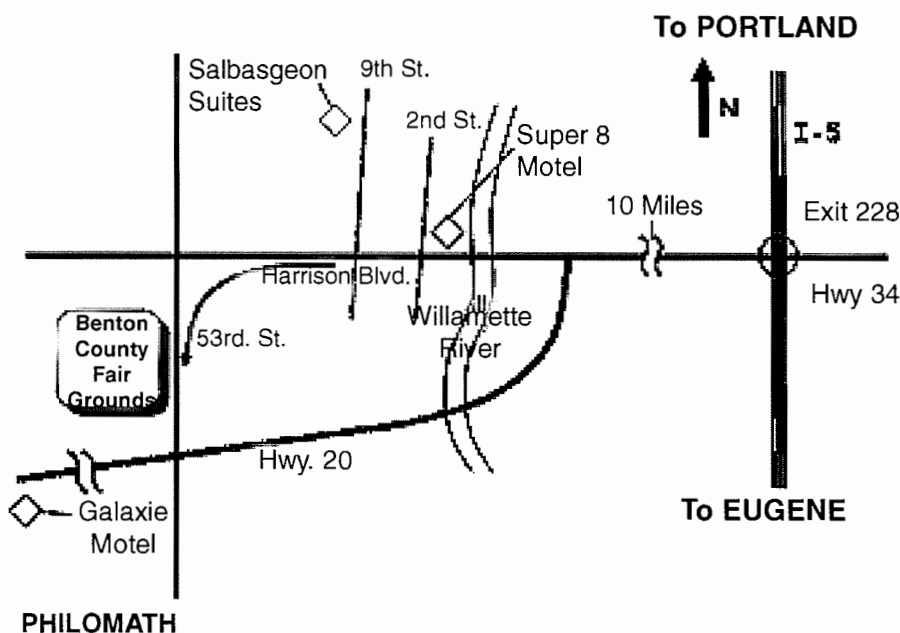 To PORTLAND
Salbasgeon
Suites
9th St.
N
2nd St.
I-5
Super 8
Motel
10 Miles
Exit 228
Harrison Blvd.
Hwy 34
Benton
County
Fair
Grounds
53rd. St.
Willamette
River
Hwy. 20
Galaxie
Motel
To EUGENE
PHILOMATH